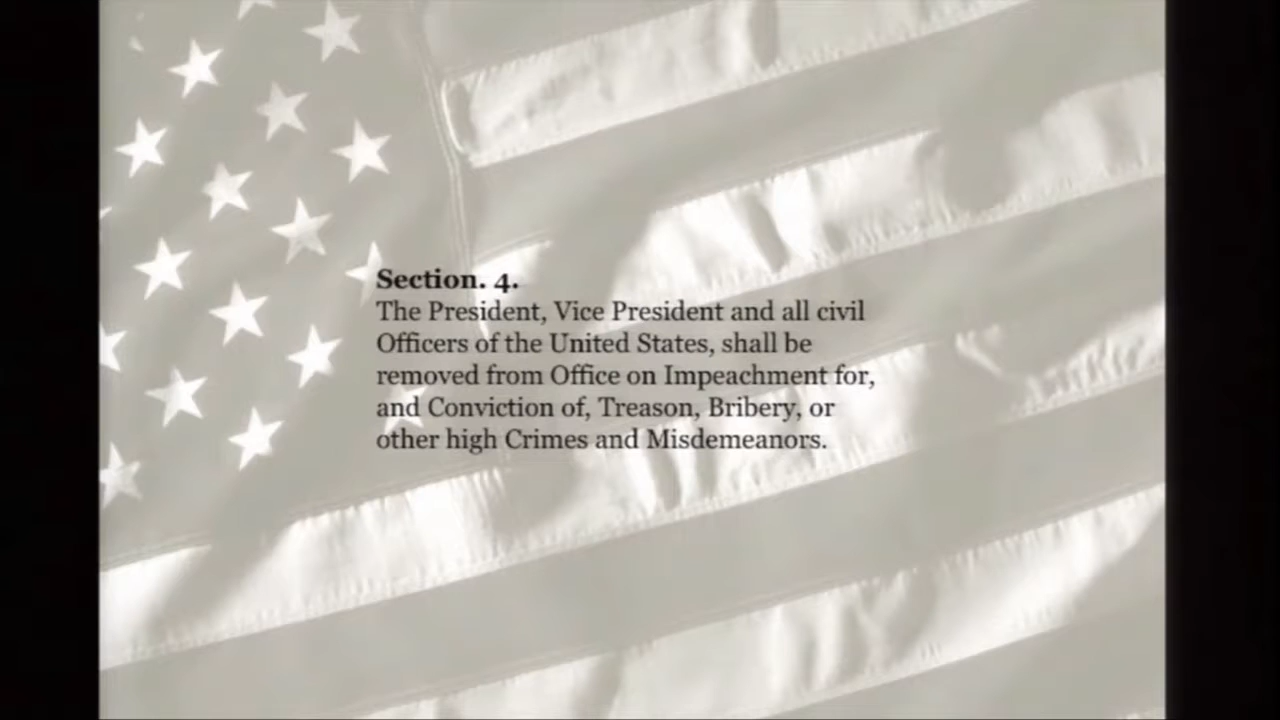 Section. 4.
The President, Vice President and all civil
Officers of the United States, shall be
removed from Office on Impeachment for,
and Conviction of, Treason, Bribery, or
other high Crimes and Misdemeanors.